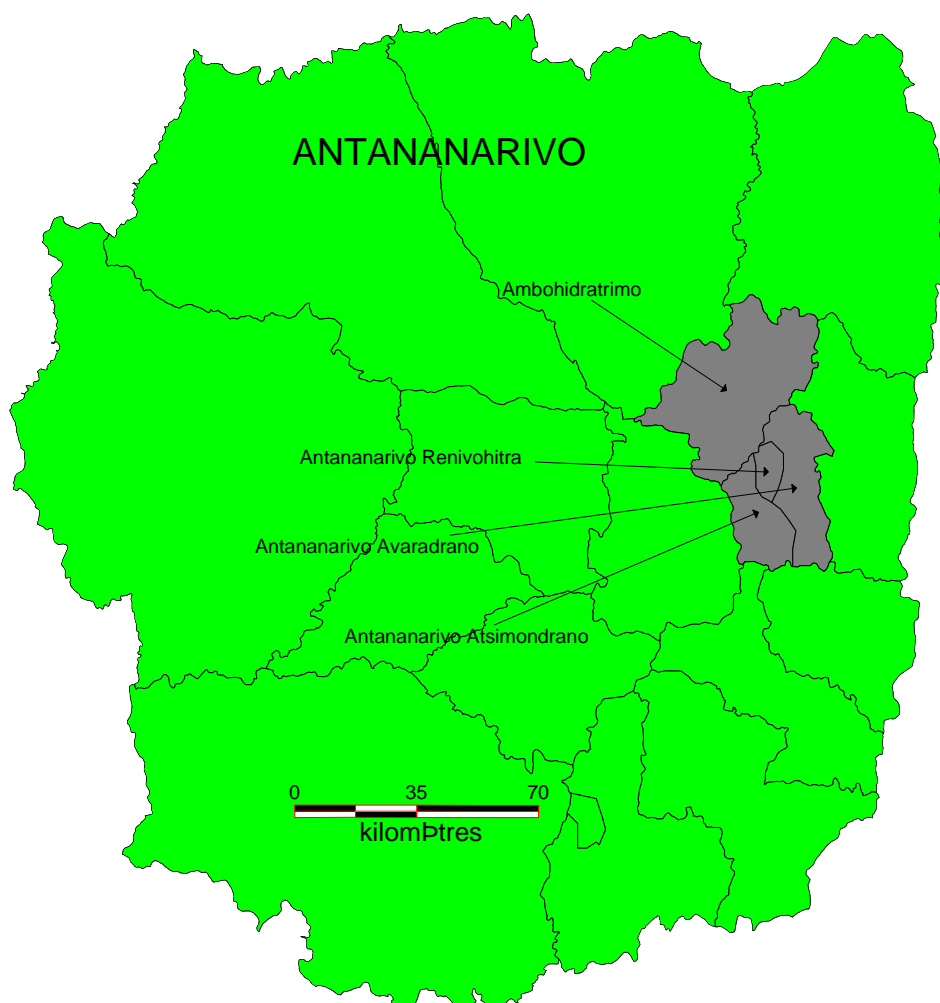 ANTANANARIVO
Ambohidratrimo
Antananarivo Renivohitra
Antananarivo Avaradrano
Antananarivo Atsimondrano
0 35 70
kilomÞtres